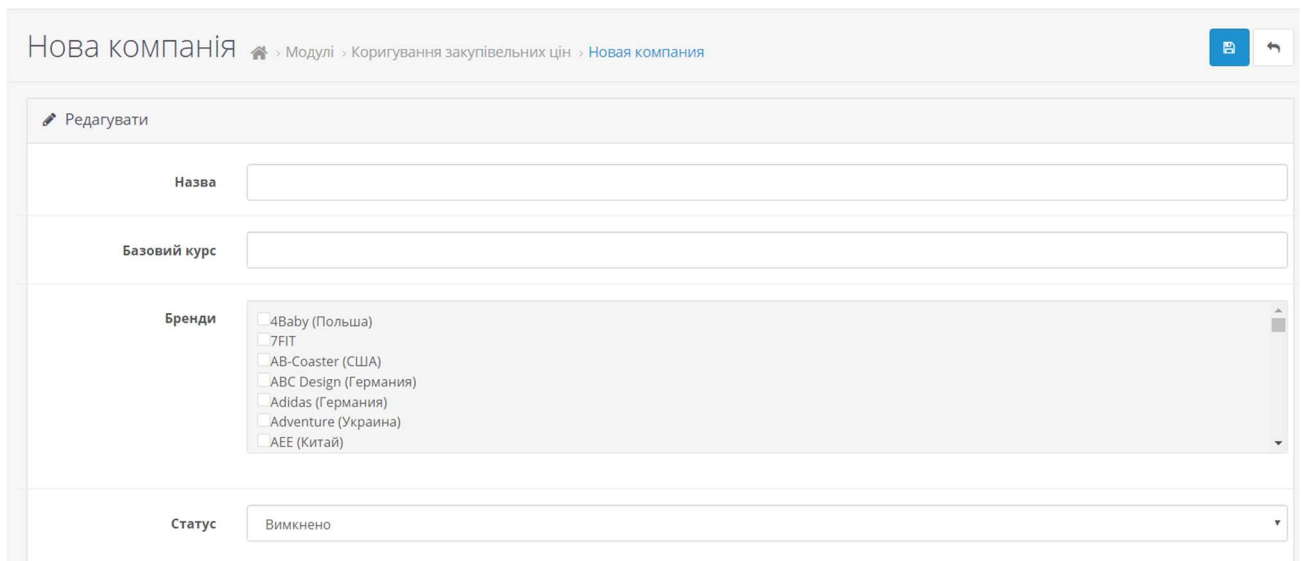 Нова компанія › Модулі › Коригування закупівельних цін › Новая компания
Редагувати
Назва
Базовий курс
Бренди
4Baby (Польша)
7FIT
AB-Coaster (США)
ABC Design (Германия)
Adidas (Германия)
Adventure (Украина)
AEE (Китай)
Статус
Вимкнено